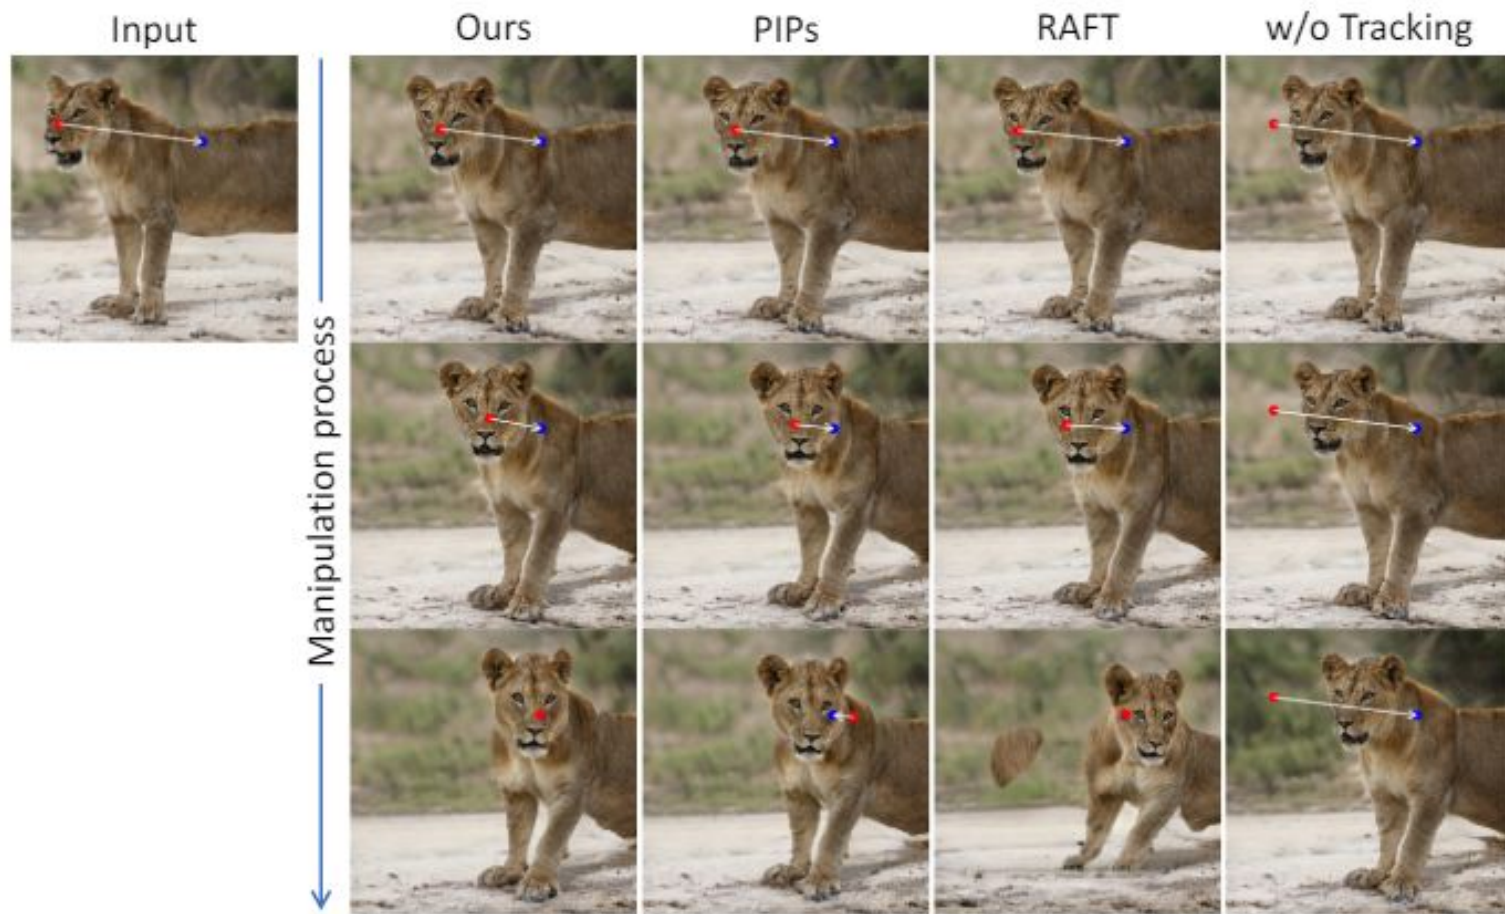 Input
Ours
PIPs
RAFT
w/o Tracking
Manipulation process